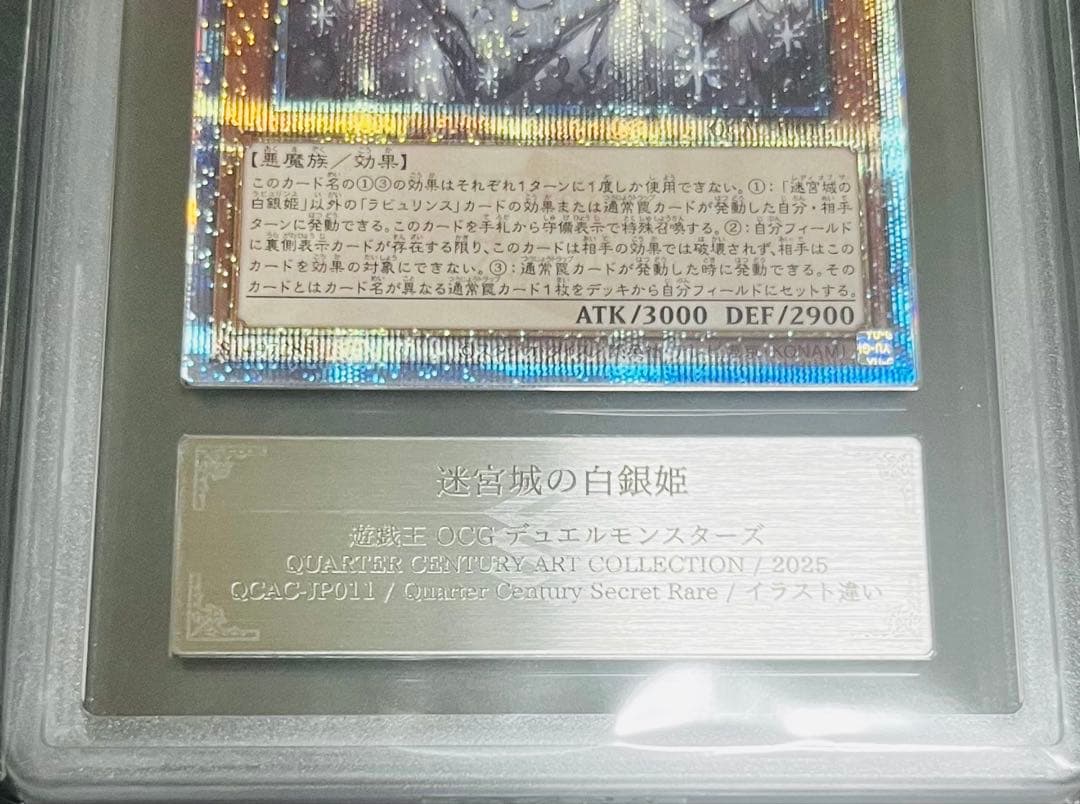 【悪魔族／効果】
このカード名の①③の効果はそれぞれ1ターンに1度しか使用できない。①：「迷宮城の
白銀姫」以外の「ラビュリンス」カードの効果または通常罠カードが発動した自分・相手
ターンに発動できる。このカードを手札から守備表示で特殊召喚する。②：自分フィールド
に裏側表示カードが存在する限り、このカードは相手の効果では破壊されず、相手はこの
カードを効果の対象にできない。③：通常罠カードが発動した時に発動できる。その
カードとはカード名が異なる通常罠カード1枚をデッキから自分フィールドにセットする。
ATK/3000 DEF/2900
KONAMI
迷宮城の白銀姫
遊戯王 OCG デュエルモンスターズ
QUARTER CENTURY ART COLLECTION / 2025
QCAC-JP011 / Quarter Century Secret Rare / イラスト違い